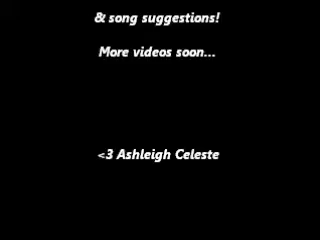 & song suggestions!
More videos soon...
<3 Ashleigh Celeste